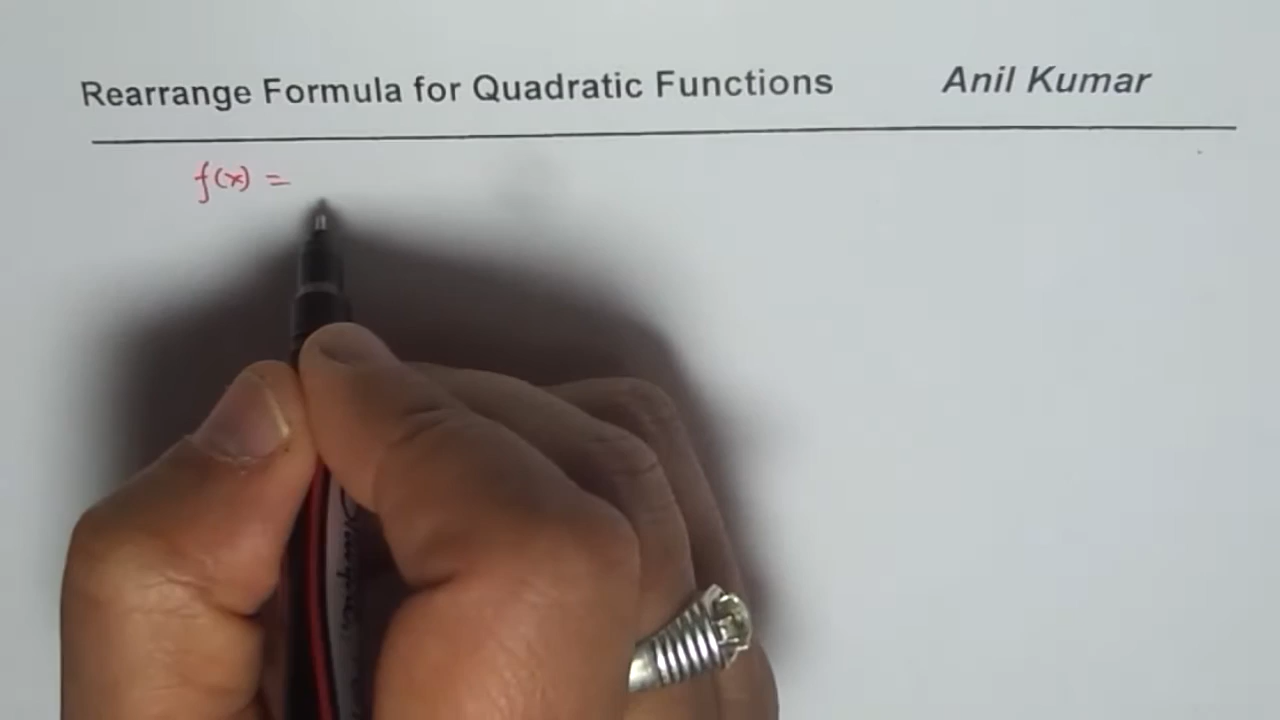 Rearrange Formula for Quadratic Functions Anil Kumar
f(x) =